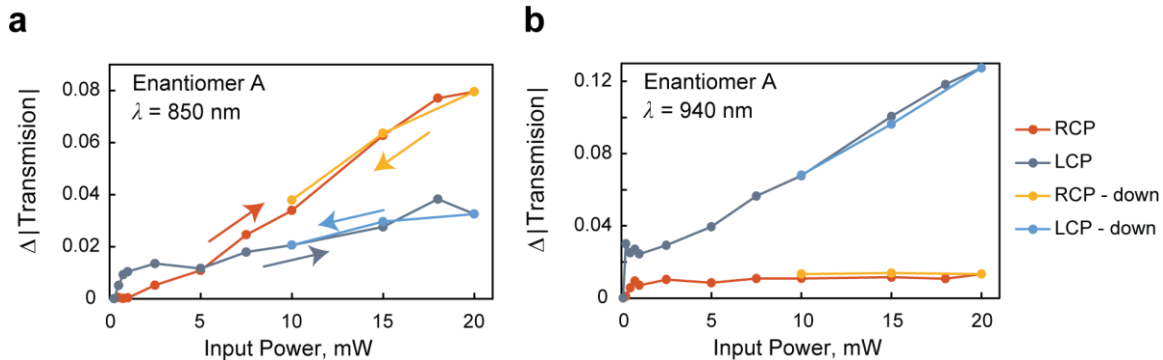 a
Enantiomer A
λ = 850 nm
Δ|Transmision|
0.08
0.06
0.04
0.02
0
0
5
10
15
20
Input Power, mW
b
Enantiomer A
λ = 940 nm
Δ|Transmision|
0.12
0.08
0.04
0
0
5
10
15
20
Input Power, mW
RCP
LCP
RCP - down
LCP - down